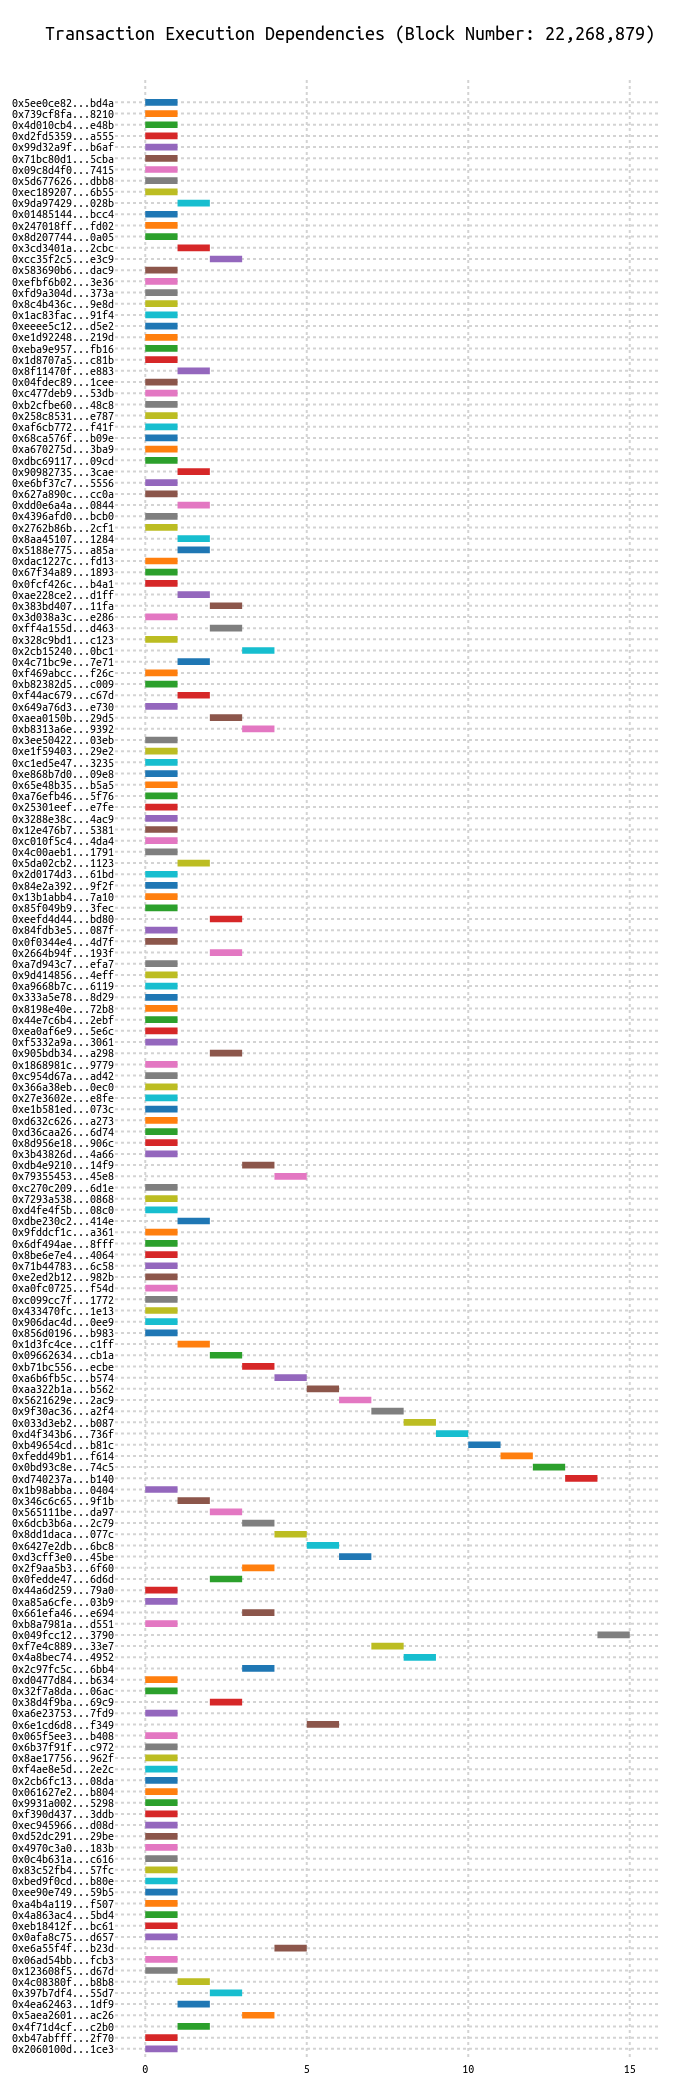 Transaction Execution Dependencies (Block Number: 22,268,879)
0x5ee0ce82...bd4a
0x739cf8fa...8210
0x4d010cb4...e48b
0xd2fd5359...a555
0x99d32a9f...b6af
0x71bc80d1...5cba
0x09c8d4f0...7415
0x5d677626...dbb8
0xec189207...6b55
0x9da97429...028b
0x01485144...bcc4
0x247018ff...fd02
0x8d207744...0a05
0x3cd3401a...2cbc
0xcc35f2c5...e3c9
0x583690b6...dac9
0xefbf6b02...3e36
0xfd9a304d...373a
0x8c4b436c...9e8d
0x1ac83fac...91f4
0xeeee5c12...d5e2
0xe1d92248...219d
0xeba9e957...fb16
0x1d8707a5...c81b
0x8f11470f...e883
0x04fdec89...1cee
0xc477deb9...53db
0xb2cfbe60...48c8
0x258c8531...e787
0xaf6cb772...f41f
0x68ca576f...b09e
0xa670275d...3ba9
0xdbc69117...09cd
0x90982735...3cae
0xe6bf37c7...5556
0x627a890c...cc0a
0xdd0e6a4a...0844
0x4396afd0...bcb0
0x2762b86b...2cf1
0x8aa45107...1284
0x5188e775...a85a
0xdac1227c...fd13
0x67f34a89...1893
0x0fcf426c...b4a1
0xae228ce2...d1ff
0x383bd407...11fa
0x3d038a3c...e286
0xff4a155d...d463
0x328c9bd1...c123
0x2cb15240...0bc1
0x4c71bc9e...7e71
0xf469abcc...f26c
0xb82382d5...c009
0xf44ac679...c67d
0x649a76d3...e730
0xaea0150b...29d5
0xb8313a6e...9392
0x3ee50422...03eb
0xe1f59403...29e2
0xc1ed5e47...3235
0xe868b7d0...09e8
0x65e48b35...b5a5
0xa76efb46...5f76
0x25301eef...e7fe
0x3288e38c...4ac9
0x12e476b7...5381
0xc010f5c4...4da4
0x4c00aeb1...1791
0x5da02cb2...1123
0x2d0174d3...61bd
0x84e2a392...9f2f
0x13b1abb4...7a10
0x85f049b9...3fec
0xeefd4d44...bd80
0x84fdb3e5...087f
0x0f0344e4...4d7f
0x2664b94f...193f
0xa7d943c7...efa7
0x9d414856...4eff
0xa9668b7c...6119
0x333a5e78...8d29
0x8198e40e...72b8
0x44e7c6b4...2ebf
0xea0af6e9...5e6c
0xf5332a9a...3061
0x905bdb34...a298
0x1868981c...9779
0xc954d67a...ad42
0x366a38eb...0ec0
0x27e3602e...e8fe
0xe1b581ed...073c
0xd632c626...a273
0xd36caa26...6d74
0x8d956e18...906c
0x3b43826d...4a66
0xdb4e9210...14f9
0x79355453...45e8
0xc270c209...6d1e
0x7293a538...0868
0xd4fe4f5b...08c0
0xdbe230c2...414e
0x9fddcf1c...a361
0x6df494ae...8fff
0x8be6e7e4...4064
0x71b44783...6c58
0xe2ed2b12...982b
0xa0fc0725...f54d
0xc099cc7f...1772
0x433470fc...1e13
0x906dac4d...0ee9
0x856d0196...b983
0x1d3fc4ce...c1ff
0x09662634...cb1a
0xb71bc556...ecbe
0xa6b6fb5c...b574
0xaa322b1a...b562
0x5621629e...2ac9
0x9f30ac36...a2f4
0x033d3eb2...b087
0xd4f343b6...736f
0xb49654cd...b81c
0xfedd49b1...f614
0x0bd93c8e...74c5
0xd740237a...b140
0x1b98abba...0404
0x346c6c65...9f1b
0x565111be...da97
0x6dcb3b6a...2c79
0x8dd1daca...077c
0x6427e2db...6bc8
0xd3cff3e0...45be
0x2f9aa5b3...6f60
0x0fedde47...6d6d
0x44a6d259...79a0
0xa85a6cfe...03b9
0x661efa46...e694
0xb8a7981a...d551
0x049fcc12...3790
0xf7e4c889...33e7
0x4a8bec74...4952
0x2c97fc5c...6bb4
0xd0477d84...b634
0x32f7a8da...06ac
0x38d4f9ba...69c9
0xa6e23753...7fd9
0x6e1cd6d8...f349
0x065f5ee3...b408
0x6b37f91f...c972
0x8ae17756...962f
0xf4ae8e5d...2e2c
0x2cb6fc13...08da
0x061627e2...b804
0x9931a002...5298
0xf390d437...3ddb
0xec945966...d08d
0xd52dc291...29be
0x4970c3a0...183b
0x0c4b631a...c616
0x83c52fb4...57fc
0xbed9f0cd...b80e
0xee90e749...59b5
0xa4b4a119...f507
0x4a863ac4...5bd4
0xeb18412f...bc61
0x0afa8c75...d657
0xe6a55f4f...b23d
0x06ad54bb...fcb3
0x123608f5...d67d
0x4c08380f...b8b8
0x397b7df4...55d7
0x4ea62463...1df9
0x5aea2601...ac26
0x4f71d4cf...c2b0
0xb47abfff...2f70
0x2060100d...1ce3
0 5 10 15